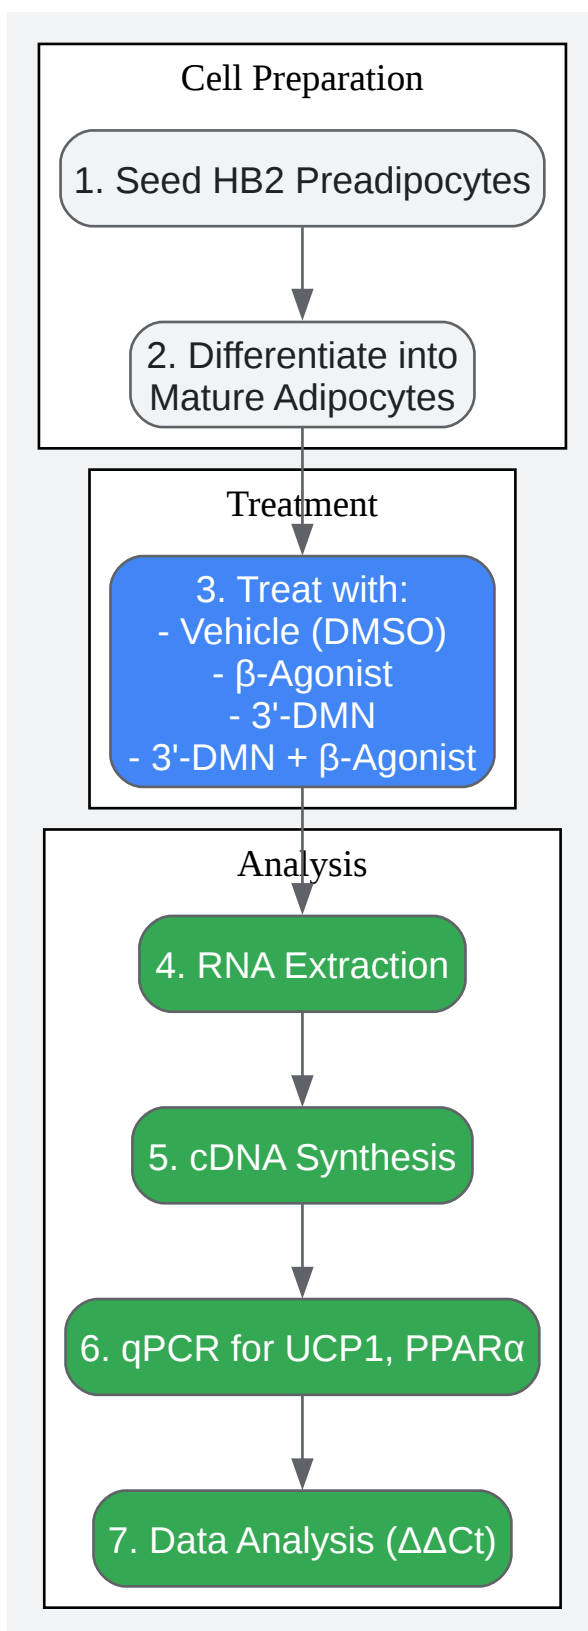 Cell Preparation
1. Seed HB2 Preadipocytes
2. Differentiate into
Mature Adipocytes
Treatment
3. Treat with:
- Vehicle (DMSO)
- β-Agonist
- 3'-DMN
- 3'-DMN + β-Agonist
Analysis
4. RNA Extraction
5. cDNA Synthesis
6. qPCR for UCP1, PPARα
7. Data Analysis (ΔΔCt)